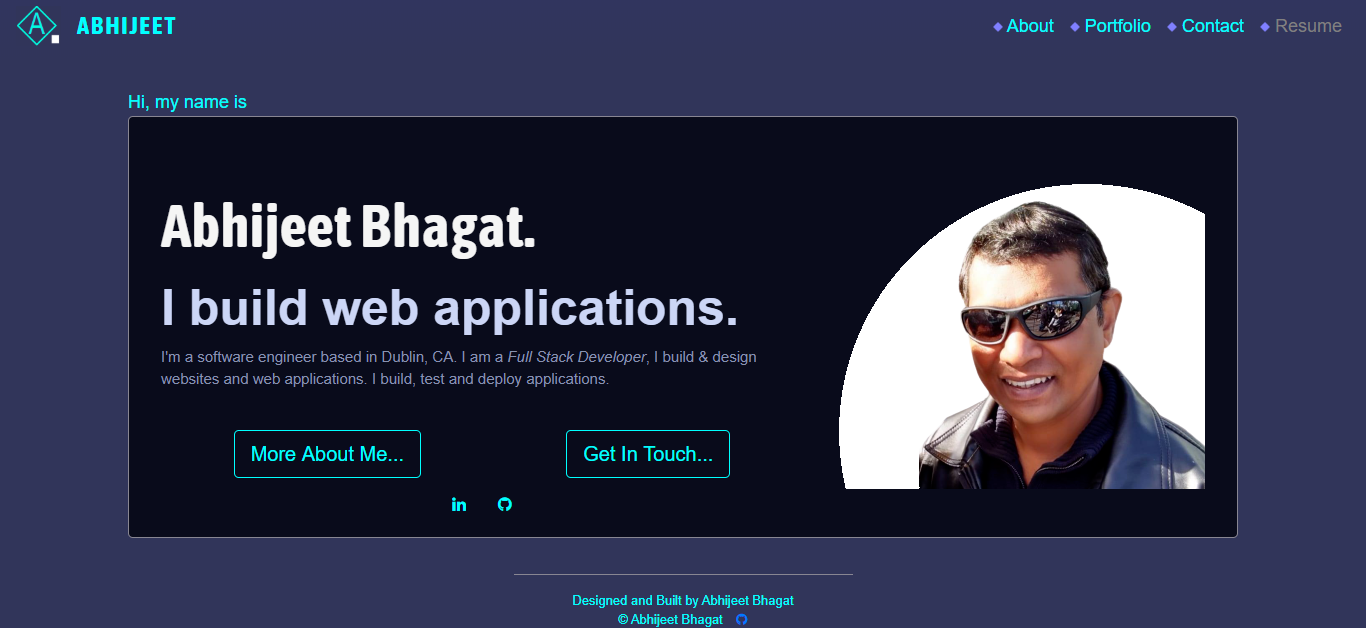 A ABHIJEET
About Portfolio Contact Resume
Hi, my name is
Abhijeet Bhagat.
I build web applications.
I'm a software engineer based in Dublin, CA. I am a Full Stack Developer, I build & design
websites and web applications. I build, test and deploy applications.
More About Me... Get In Touch...
in
Designed and Built by Abhijeet Bhagat
© Abhijeet Bhagat